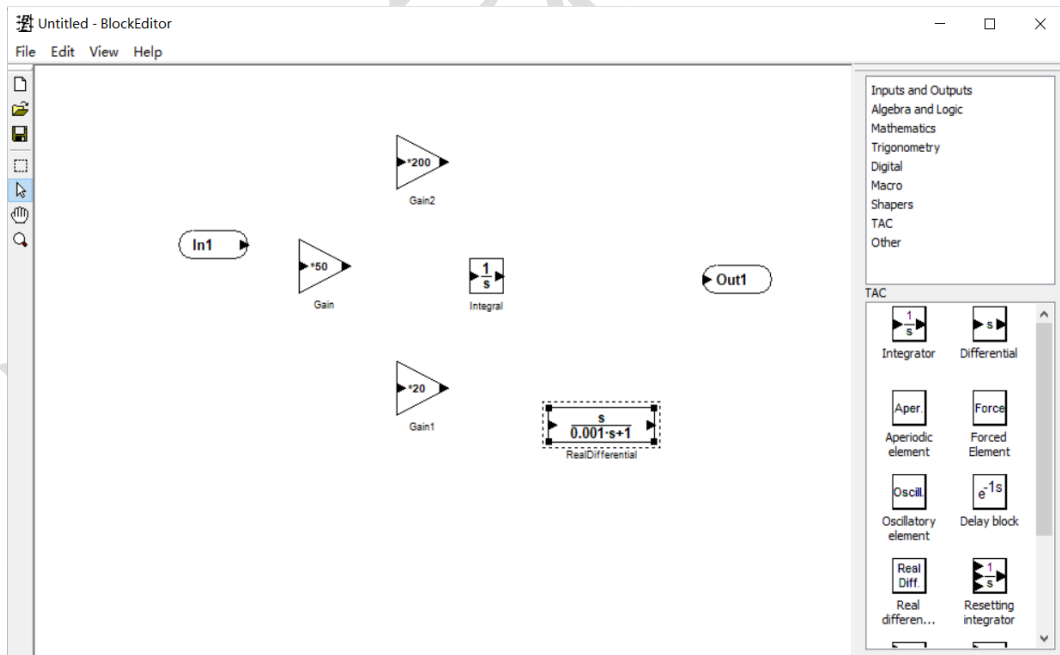 Untitled - BlockEditor
File Edit View Help
*200
Gain2
In1
*50
Gain
1
s
Integral
Out1
*20
Gain1
s
0.001·s+1
RealDifferential
Inputs and Outputs
Algebra and Logic
Mathematics
Trigonometry
Digital
Macro
Shapers
TAC
Other
TAC
1
s
Integrator
s
Differential
Aper.
Aperiodic
element
Force
Forced
Element
Oscill.
Oscillatory
element
e-1s
Delay block
Real
Diff.
Real
differen...
1
s
Resetting
integrator